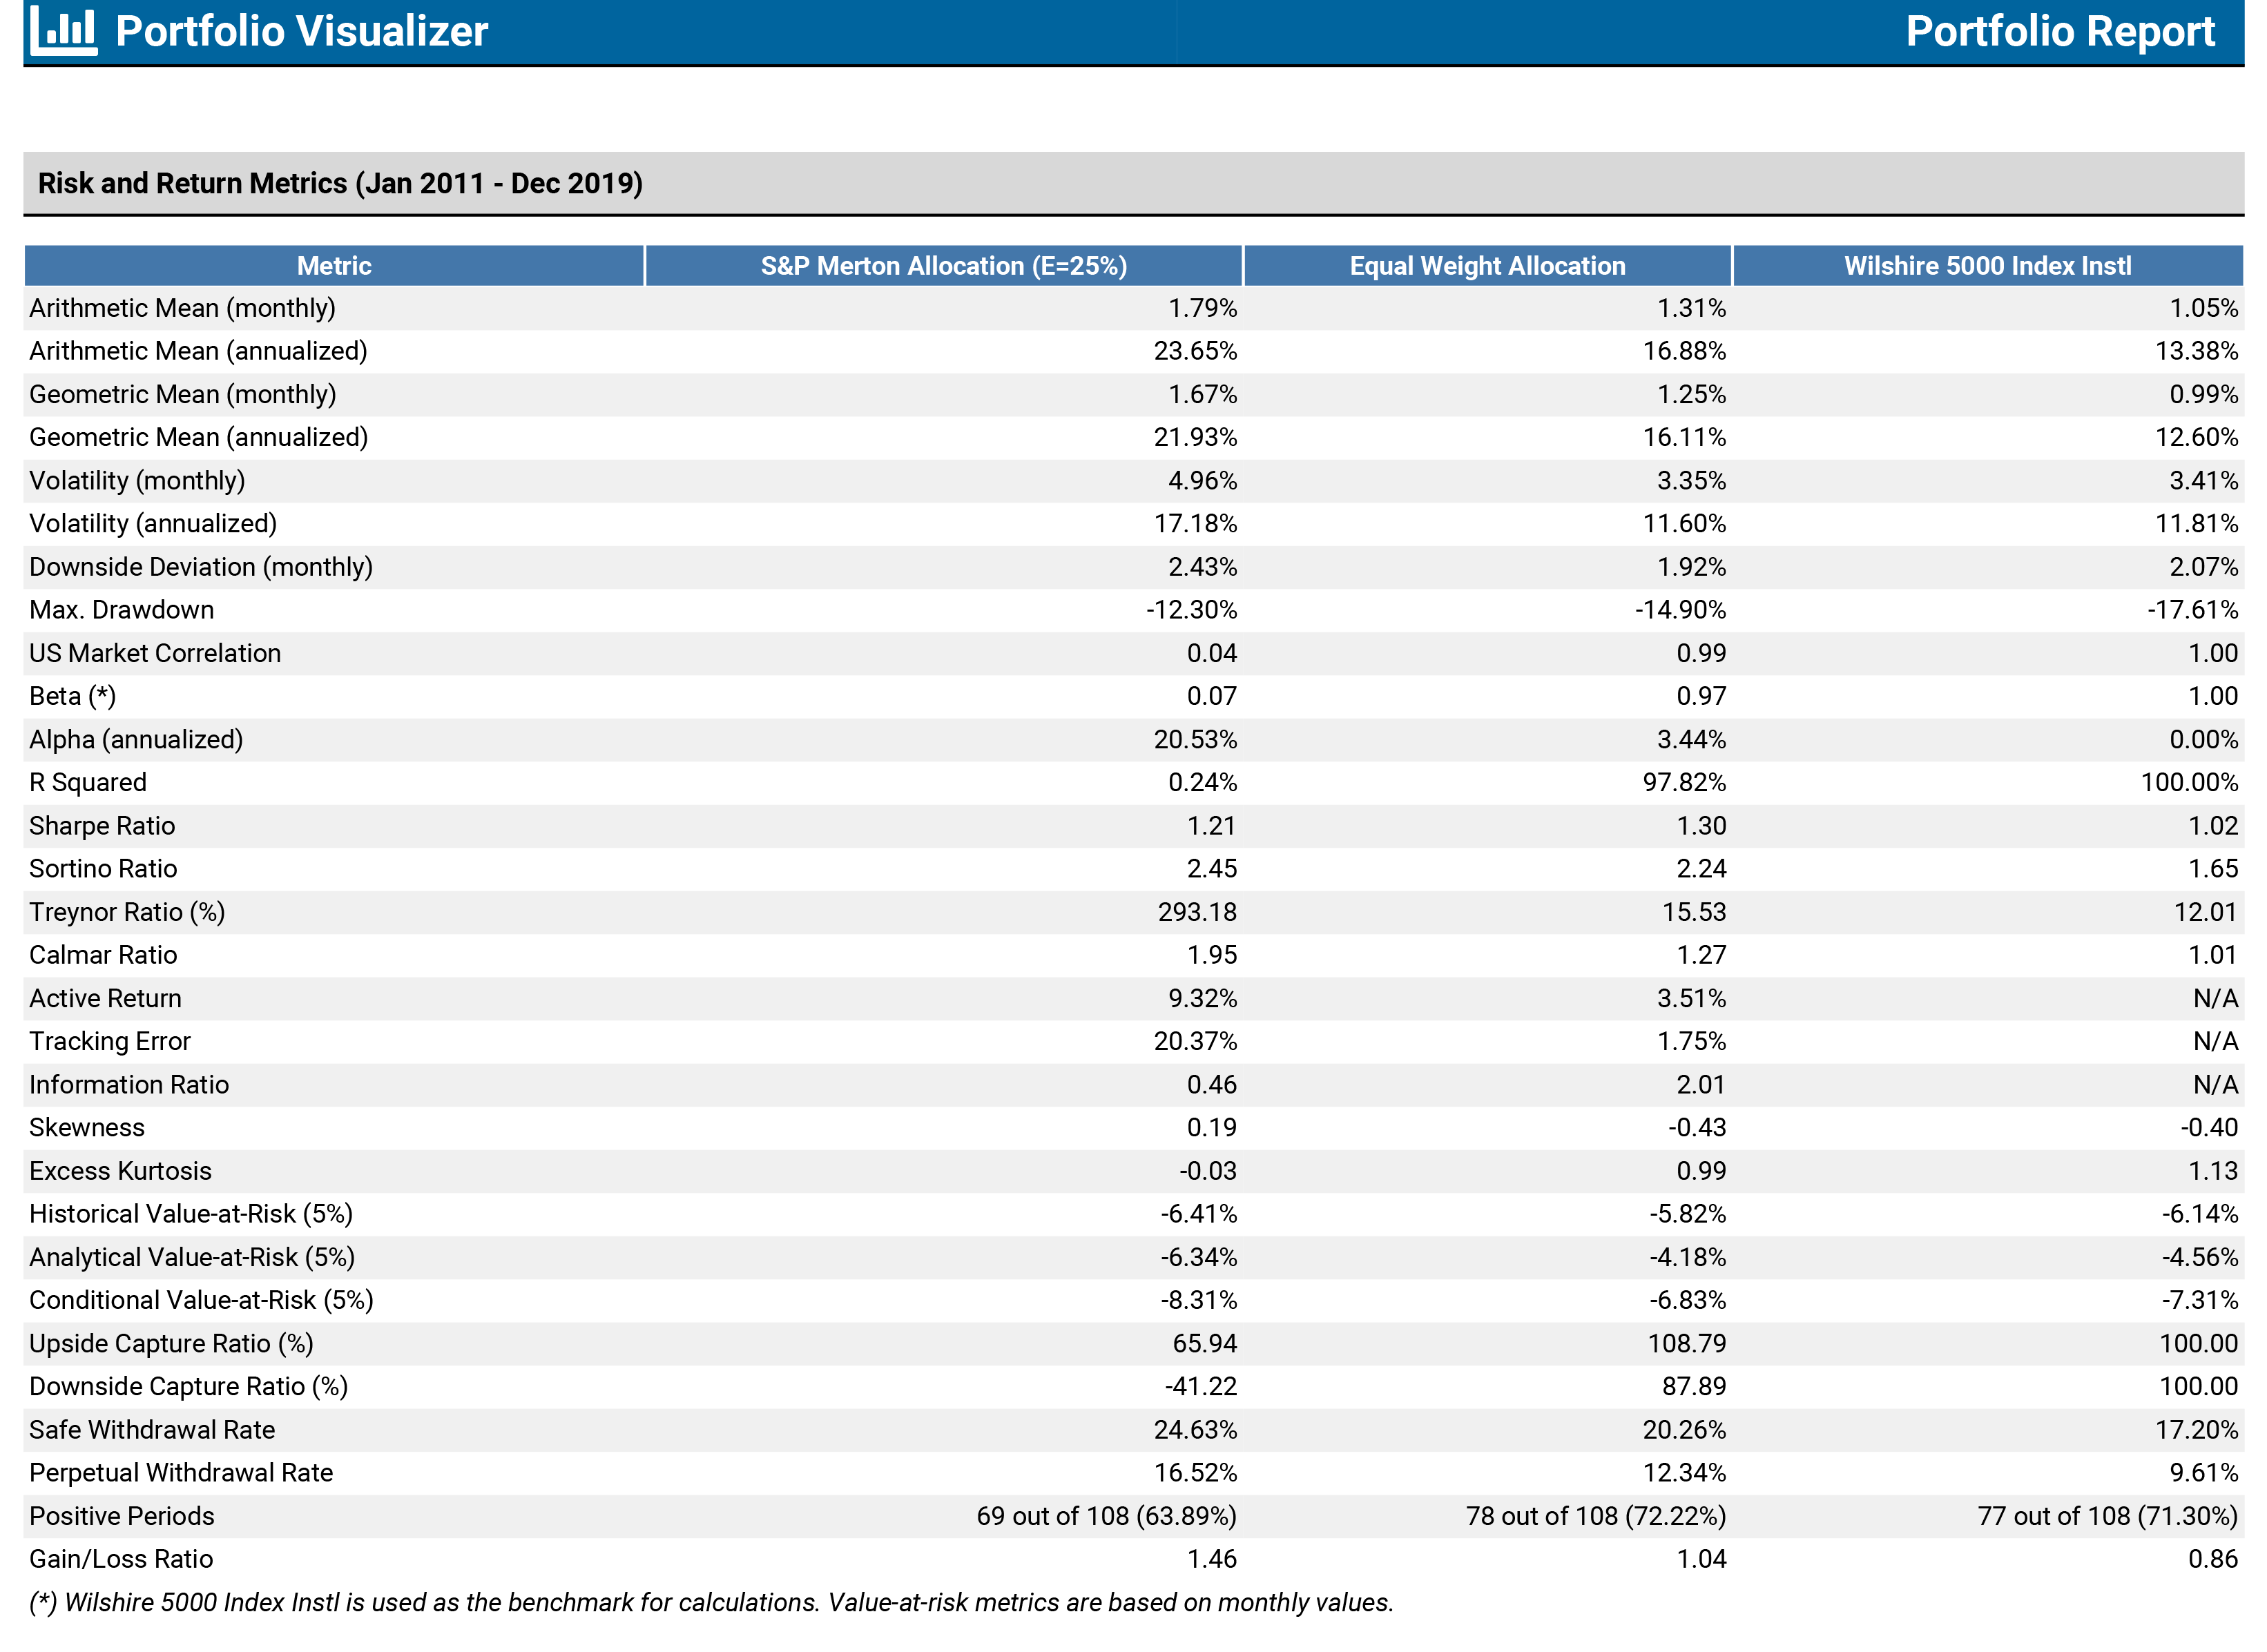 Portfolio Visualizer Portfolio Report
Risk and Return Metrics (Jan 2011 - Dec 2019)
Metric S&P Merton Allocation (E=25%) Equal Weight Allocation Wilshire 5000 Index Instl
Arithmetic Mean (monthly) 1.79% 1.31% 1.05%
Arithmetic Mean (annualized) 23.65% 16.88% 13.38%
Geometric Mean (monthly) 1.67% 1.25% 0.99%
Geometric Mean (annualized) 21.93% 16.11% 12.60%
Volatility (monthly) 4.96% 3.35% 3.41%
Volatility (annualized) 17.18% 11.60% 11.81%
Downside Deviation (monthly) 2.43% 1.92% 2.07%
Max. Drawdown -12.30% -14.90% -17.61%
US Market Correlation 0.04 0.99 1.00
Beta (*) 0.07 0.97 1.00
Alpha (annualized) 20.53% 3.44% 0.00%
R Squared 0.24% 97.82% 100.00%
Sharpe Ratio 1.21 1.30 1.02
Sortino Ratio 2.45 2.24 1.65
Treynor Ratio (%) 293.18 15.53 12.01
Calmar Ratio 1.95 1.27 1.01
Active Return 9.32% 3.51% N/A
Tracking Error 20.37% 1.75% N/A
Information Ratio 0.46 2.01 N/A
Skewness 0.19 -0.43 -0.40
Excess Kurtosis -0.03 0.99 1.13
Historical Value-at-Risk (5%) -6.41% -5.82% -6.14%
Analytical Value-at-Risk (5%) -6.34% -4.18% -4.56%
Conditional Value-at-Risk (5%) -8.31% -6.83% -7.31%
Upside Capture Ratio (%) 65.94 108.79 100.00
Downside Capture Ratio (%) -41.22 87.89 100.00
Safe Withdrawal Rate 24.63% 20.26% 17.20%
Perpetual Withdrawal Rate 16.52% 12.34% 9.61%
Positive Periods 69 out of 108 (63.89%) 78 out of 108 (72.22%) 77 out of 108 (71.30%)
Gain/Loss Ratio 1.46 1.04 0.86
(*) Wilshire 5000 Index Instl is used as the benchmark for calculations. Value-at-risk metrics are based on monthly values.